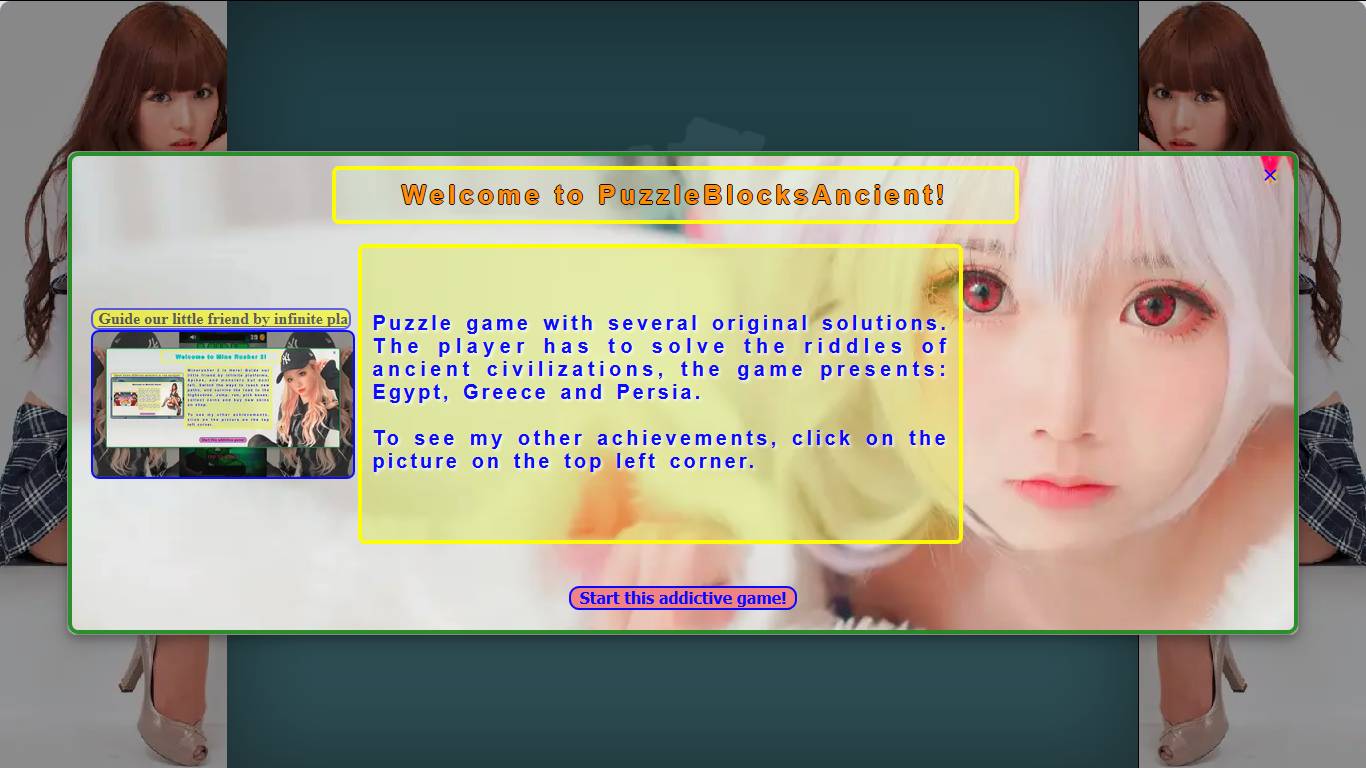 Welcome to PuzzleBlocksAncient!
Guide our little friend by infinite pla
Welcome to Mine Rusher 2!
Puzzle game with several original solutions.
The player has to solve the riddles of
ancient civilizations, the game presents:
Egypt, Greece and Persia.
To see my other achievements, click on the
picture on the top left corner.
Start this addictive game!